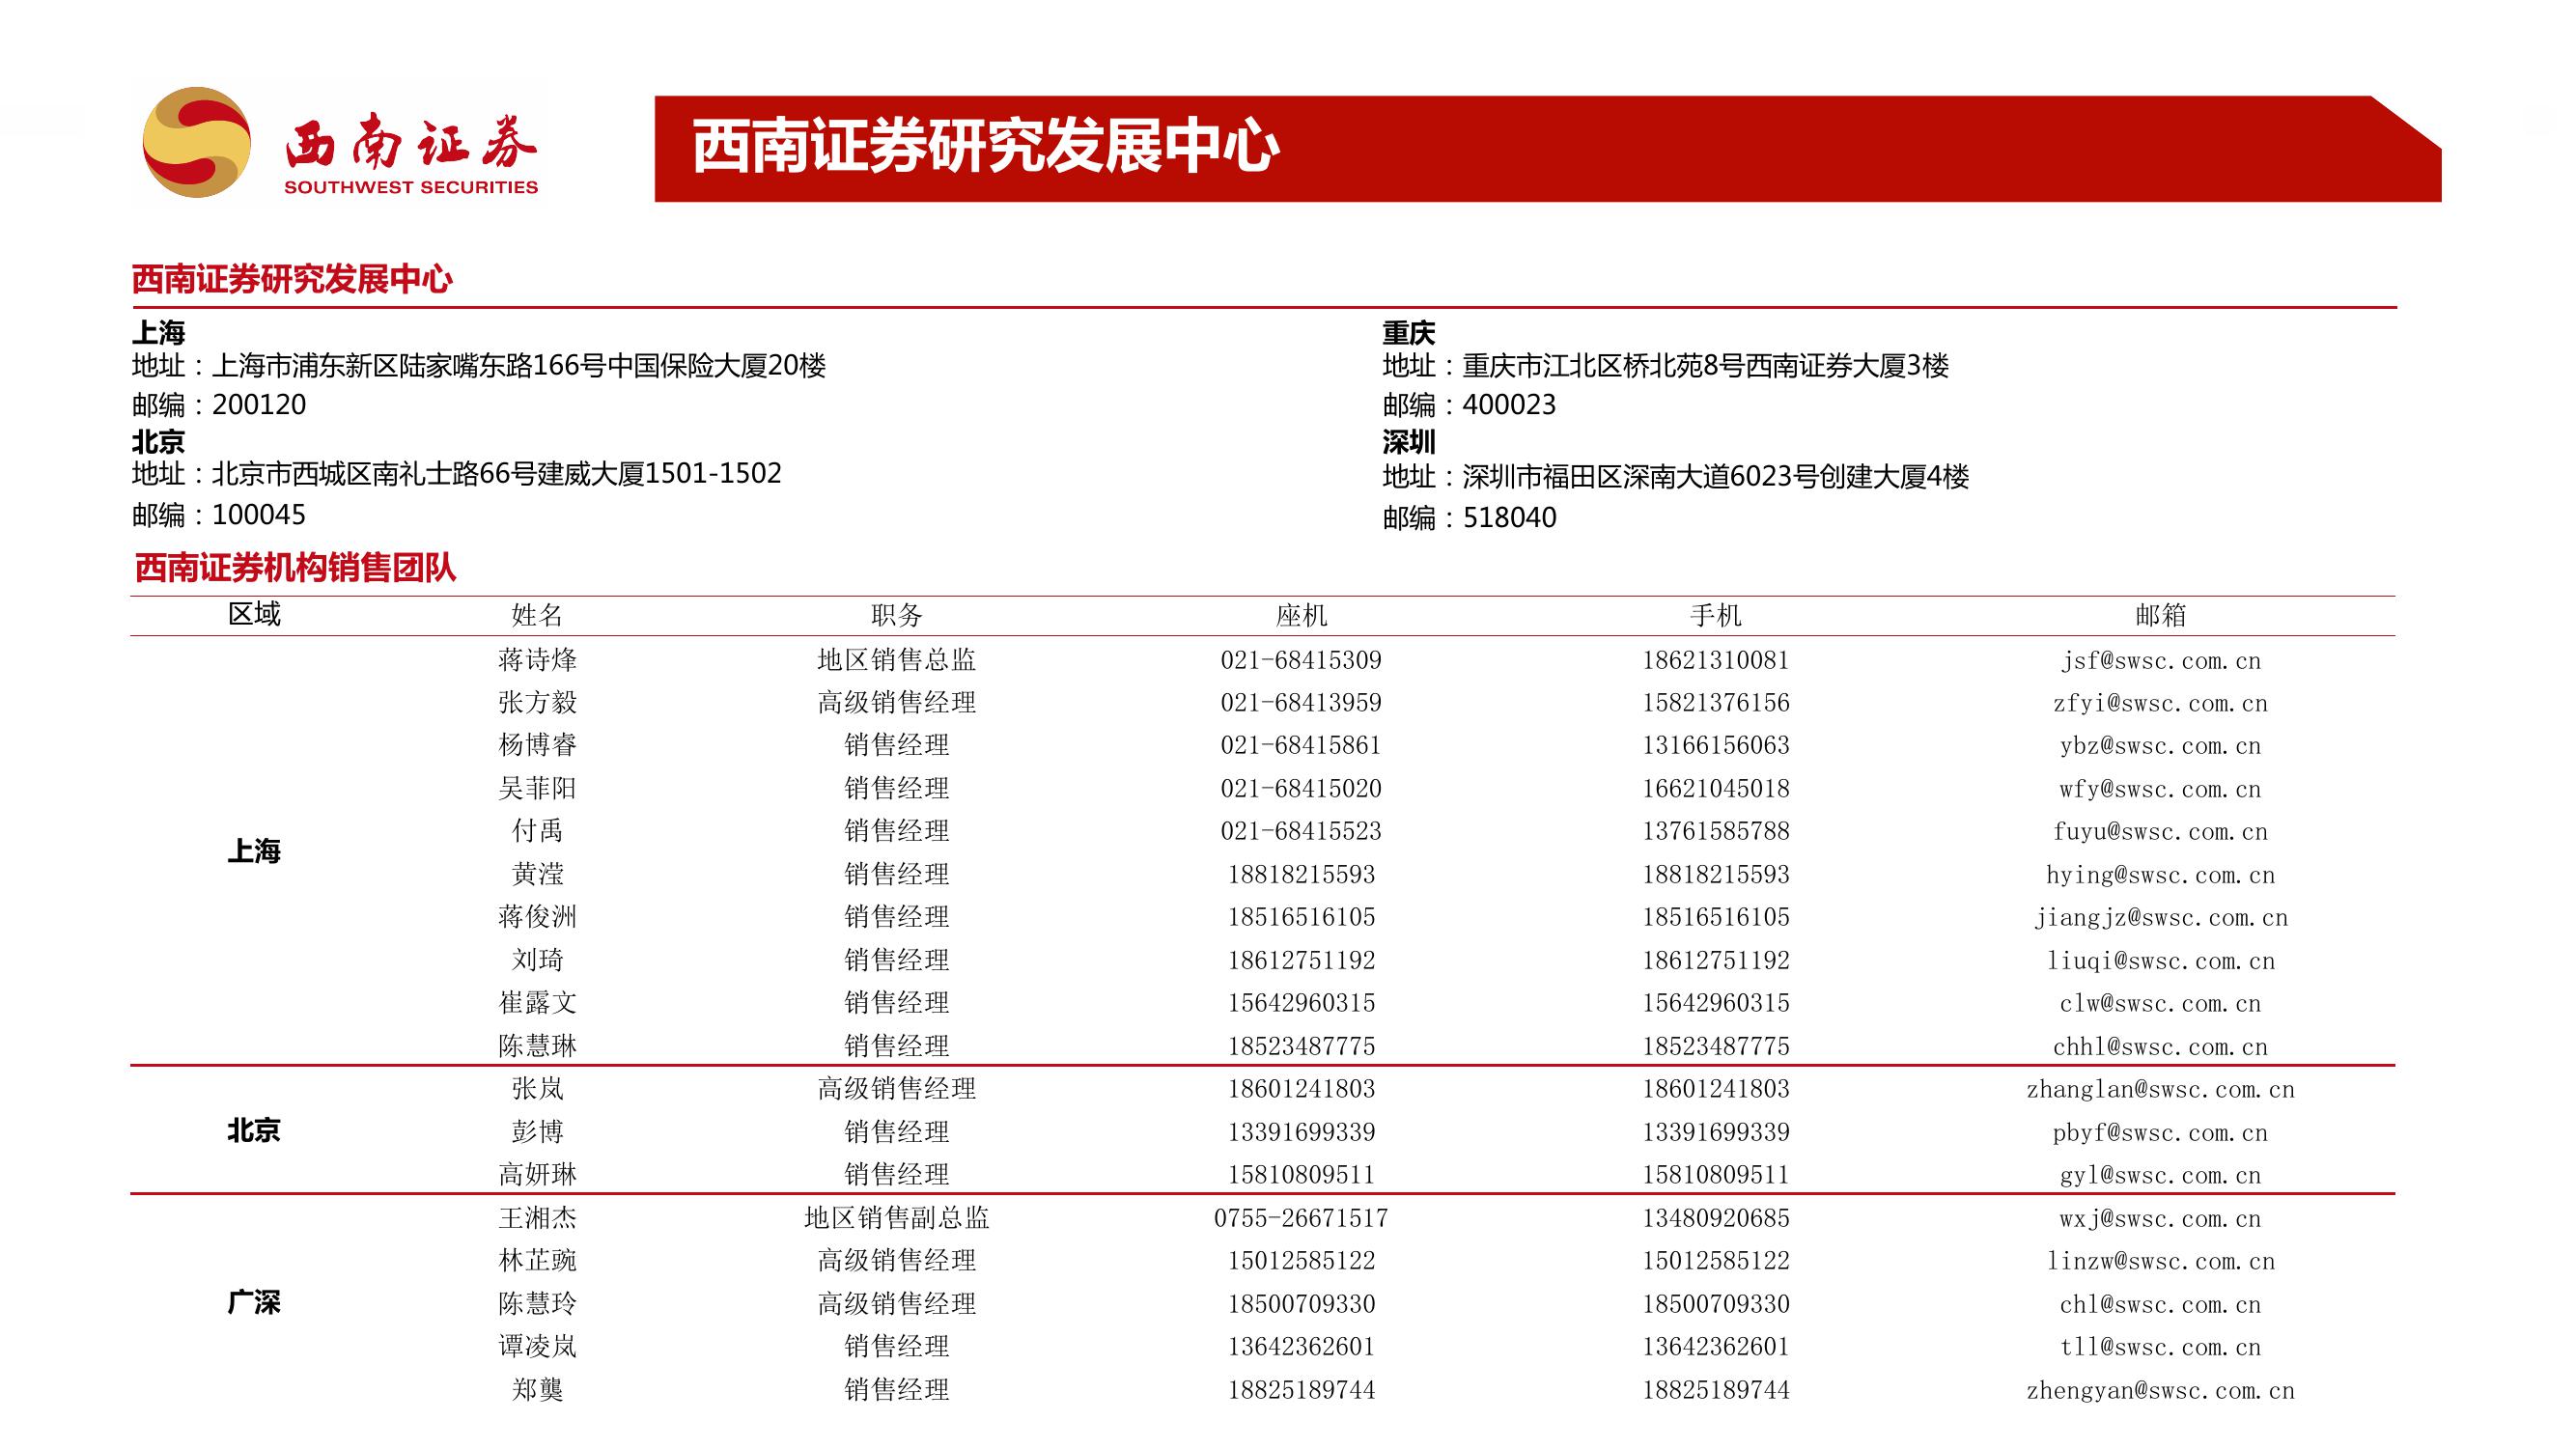 西南证券
SOUTHWEST SECURITIES
西南证券研究发展中心
西南证券研究发展中心
上海
地址：上海市浦东新区陆家嘴东路166号中国保险大厦20楼
邮编：200120
北京
地址：北京市西城区南礼士路66号建威大厦1501-1502
邮编：100045
重庆
地址：重庆市江北区桥北苑8号西南证券大厦3楼
邮编：400023
深圳
地址：深圳市福田区深南大道6023号创建大厦4楼
邮编：518040
西南证券机构销售团队
区域 姓名 职务 座机 手机 邮箱
上海
蒋诗烽 地区销售总监 021-68415309 18621310081 jsf@swsc.com.cn
张方毅 高级销售经理 021-68413959 15821376156 zfyi@swsc.com.cn
杨博睿 销售经理 021-68415861 13166156063 ybz@swsc.com.cn
吴菲阳 销售经理 021-68415020 16621045018 wfy@swsc.com.cn
付禹 销售经理 021-68415523 13761585788 fuyu@swsc.com.cn
黄滢 销售经理 18818215593 18818215593 hying@swsc.com.cn
蒋俊洲 销售经理 18516516105 18516516105 jiangjz@swsc.com.cn
刘琦 销售经理 18612751192 18612751192 liuqi@swsc.com.cn
崔露文 销售经理 15642960315 15642960315 clw@swsc.com.cn
陈慧琳 销售经理 18523487775 18523487775 chhl@swsc.com.cn
北京
张岚 高级销售经理 18601241803 18601241803 zhanglan@swsc.com.cn
彭博 销售经理 13391699339 13391699339 pbyf@swsc.com.cn
高妍琳 销售经理 15810809511 15810809511 gyl@swsc.com.cn
广深
王湘杰 地区销售副总监 0755-26671517 13480920685 wxj@swsc.com.cn
林芷豌 高级销售经理 15012585122 15012585122 linzw@swsc.com.cn
陈慧玲 高级销售经理 18500709330 18500709330 chl@swsc.com.cn
谭凌岚 销售经理 13642362601 13642362601 tll@swsc.com.cn
郑龑 销售经理 18825189744 18825189744 zhengyan@swsc.com.cn